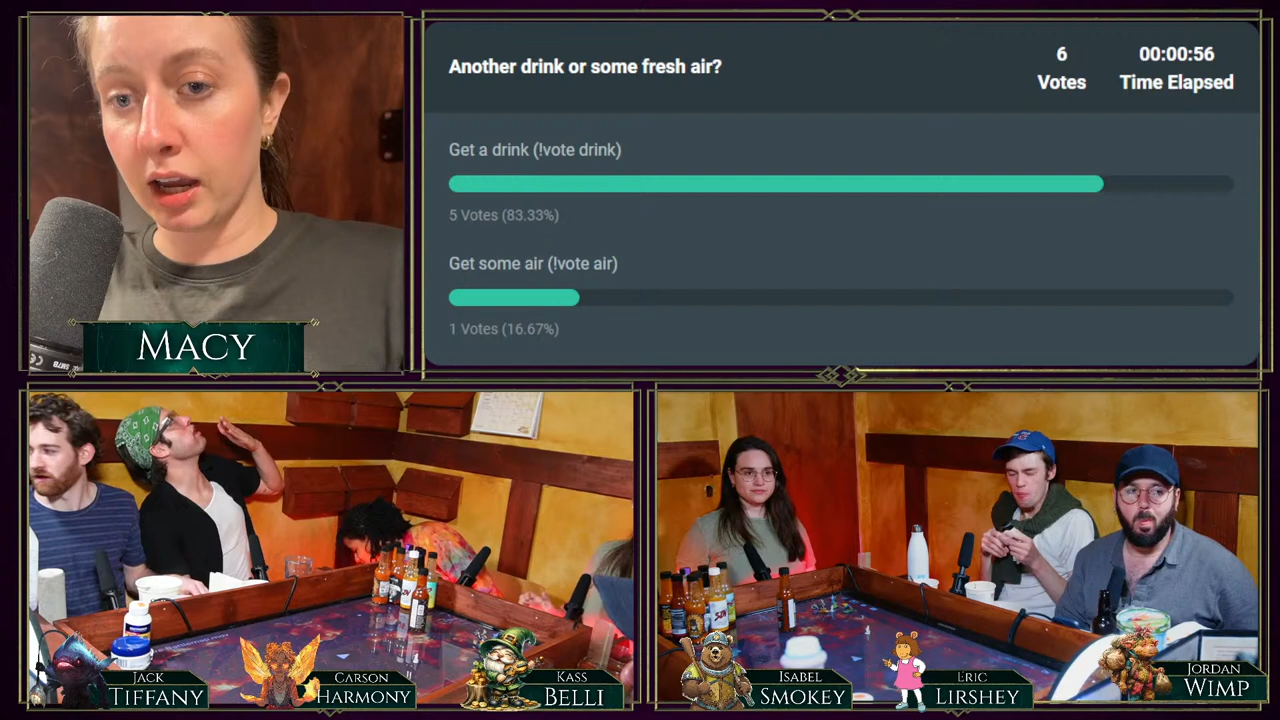 Another drink or some fresh air?
6
Votes
00:00:56
Time Elapsed
Get a drink (!vote drink)
5 Votes (83.33%)
Get some air (!vote air)
1 Votes (16.67%)
MACY
JACK
TIFFANY
CARSON
HARMONY
KASS
BELLI
ISABEL
SMOKEY
ERIC
LIRSHEY
JORDAN
WIMP